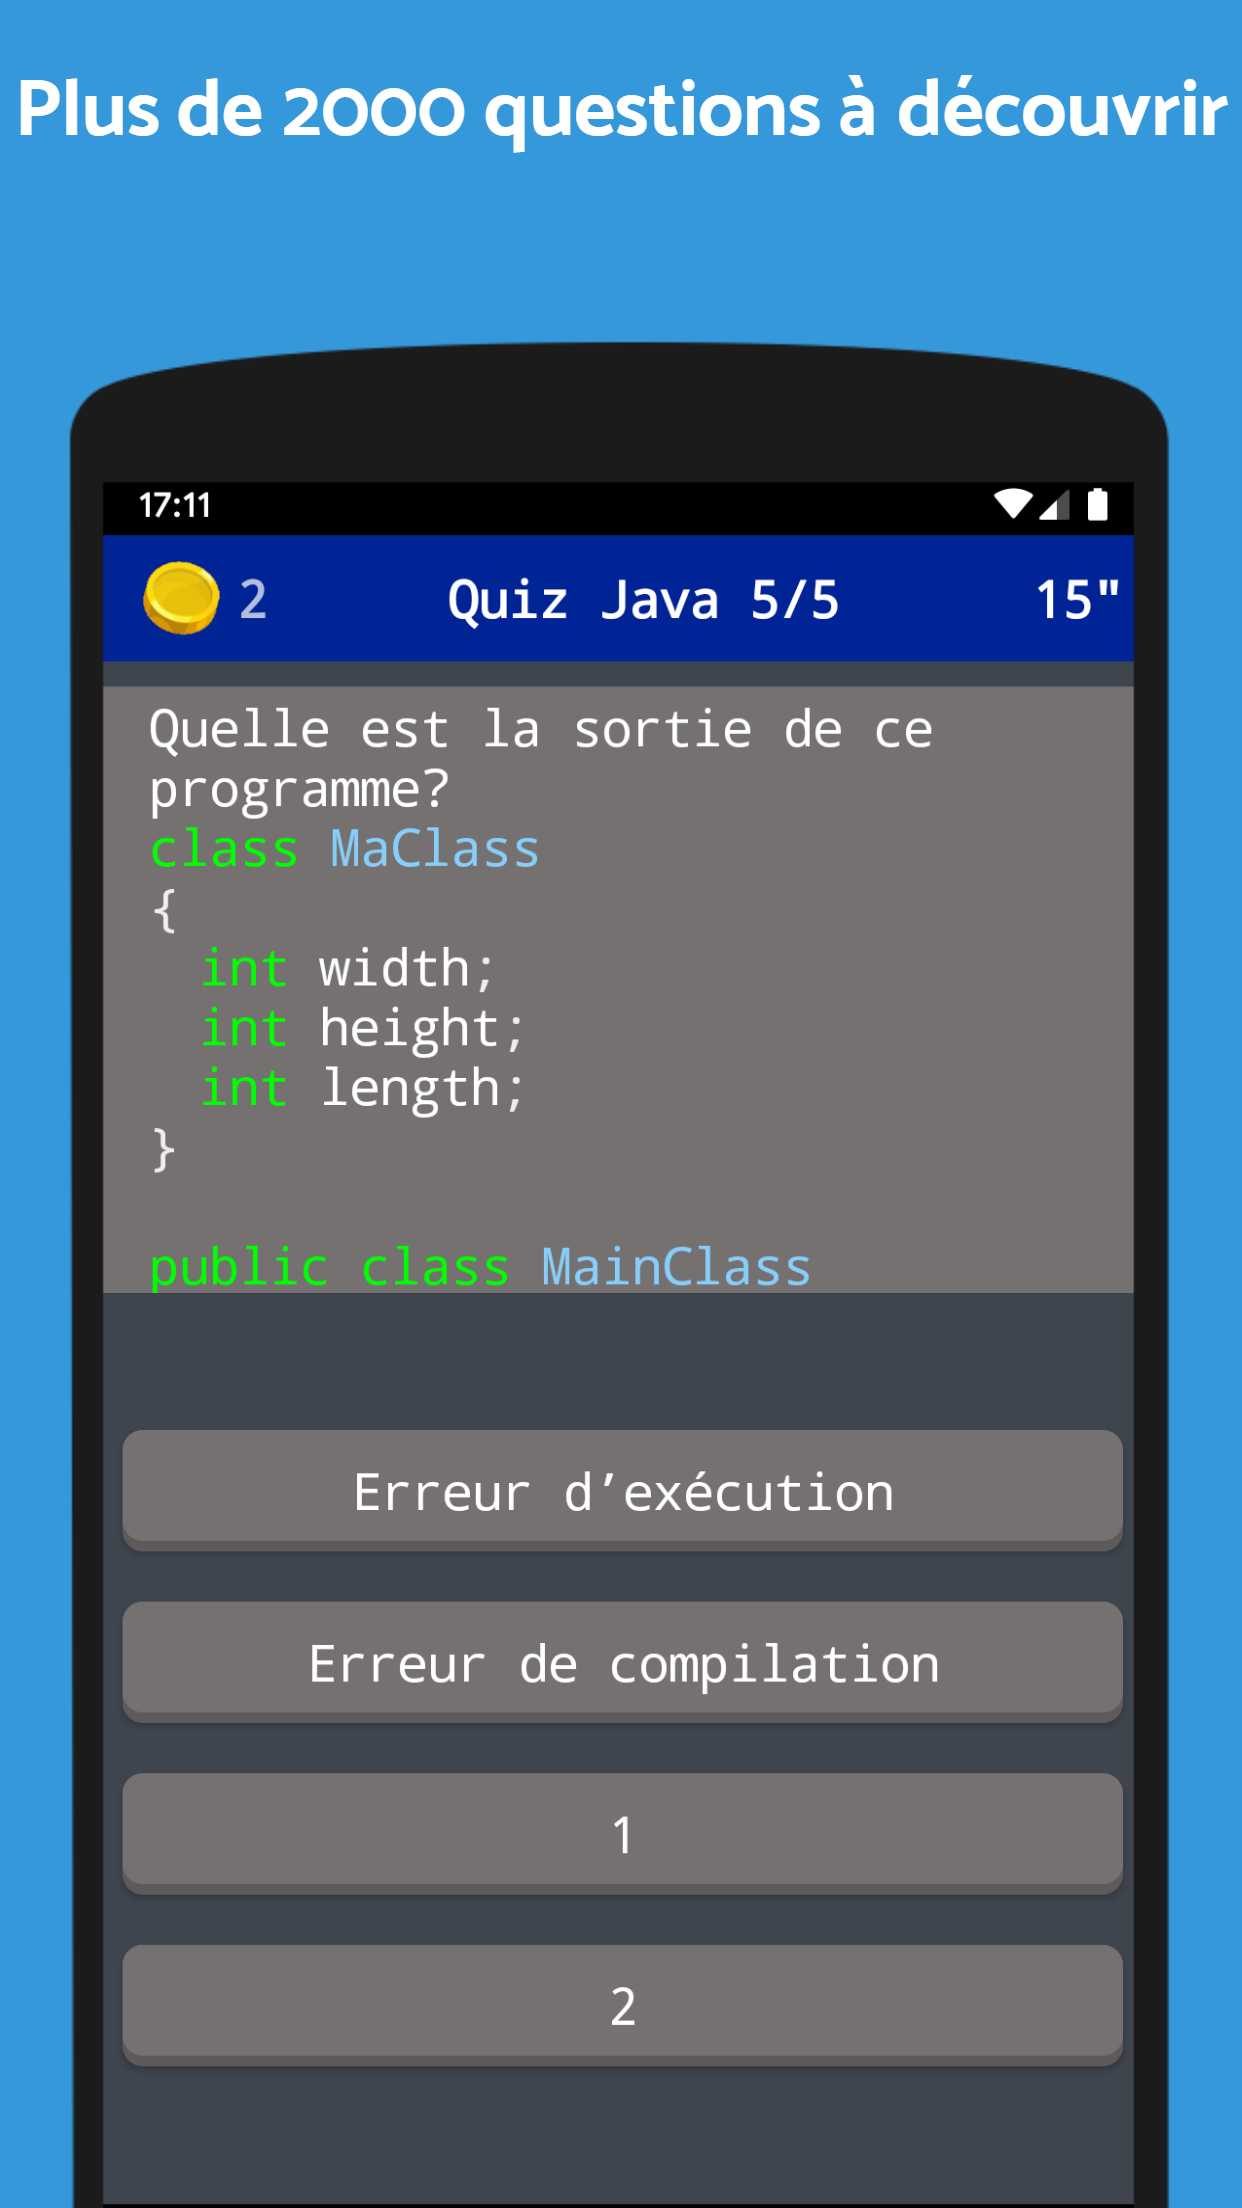 Plus de 2000 questions à découvrir
17:11
2 Quiz Java 5/5 15"
Quelle est la sortie de ce
programme?
class MaClass
{
  int width;
  int height;
  int length;
}
public class MainClass
Erreur d’exécution
Erreur de compilation
1
2